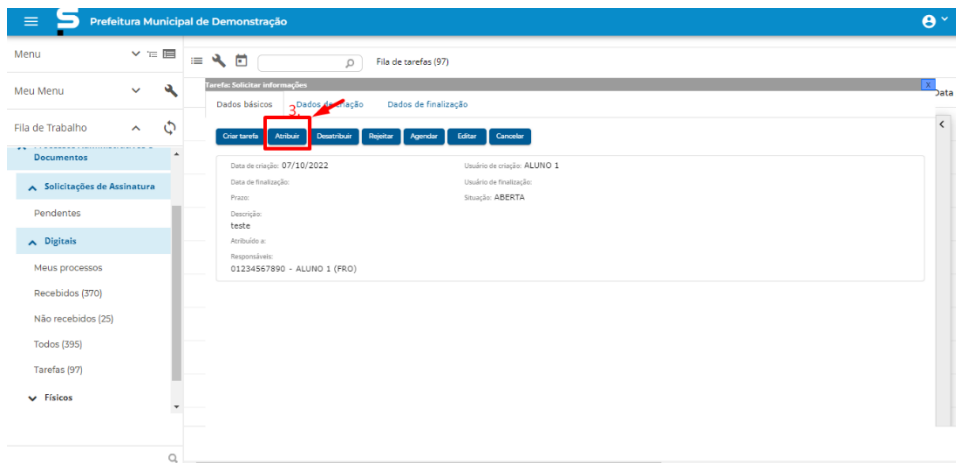 Prefeitura Municipal de Demonstração
Menu
Meu Menu
Fila de Trabalho
Documentos
Solicitações de Assinatura
Pendentes
Digitais
Meus processos
Recebidos (370)
Não recebidos (25)
Todos (395)
Tarefas (97)
Físicos
Fila de tarefas (97)
Tarefa: Solicitar informações
X
Data
Dados básicos Dados de criação Dados de finalização
3.
Criar tarefa Atribuir Desatribuir Rejeitar Agendar Editar Cancelar
Data de criação: 07/10/2022 Usuário de criação: ALUNO 1
Data de finalização: Usuário de finalização:
Prazo: Situação: ABERTA
Descrição:
teste
Atribuído a:
Responsáveis:
01234567890 - ALUNO 1 (FRO)